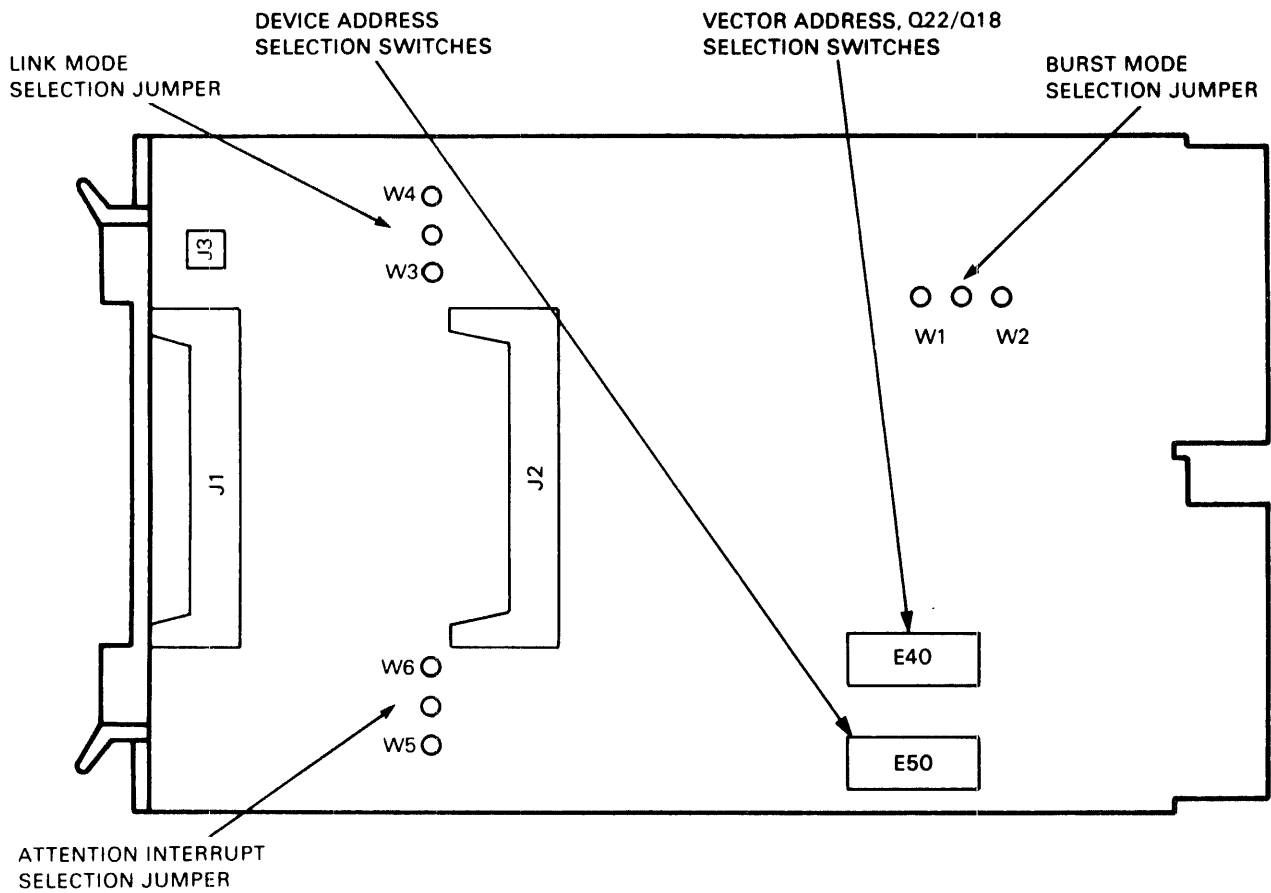 DEVICE ADDRESS
SELECTION SWITCHES
VECTOR ADDRESS, Q22/Q18
SELECTION SWITCHES
LINK MODE
SELECTION JUMPER
BURST MODE
SELECTION JUMPER
W4
W3
J3
W1 W2
J1
J2
W6
W5
E40
E50
ATTENTION INTERRUPT
SELECTION JUMPER